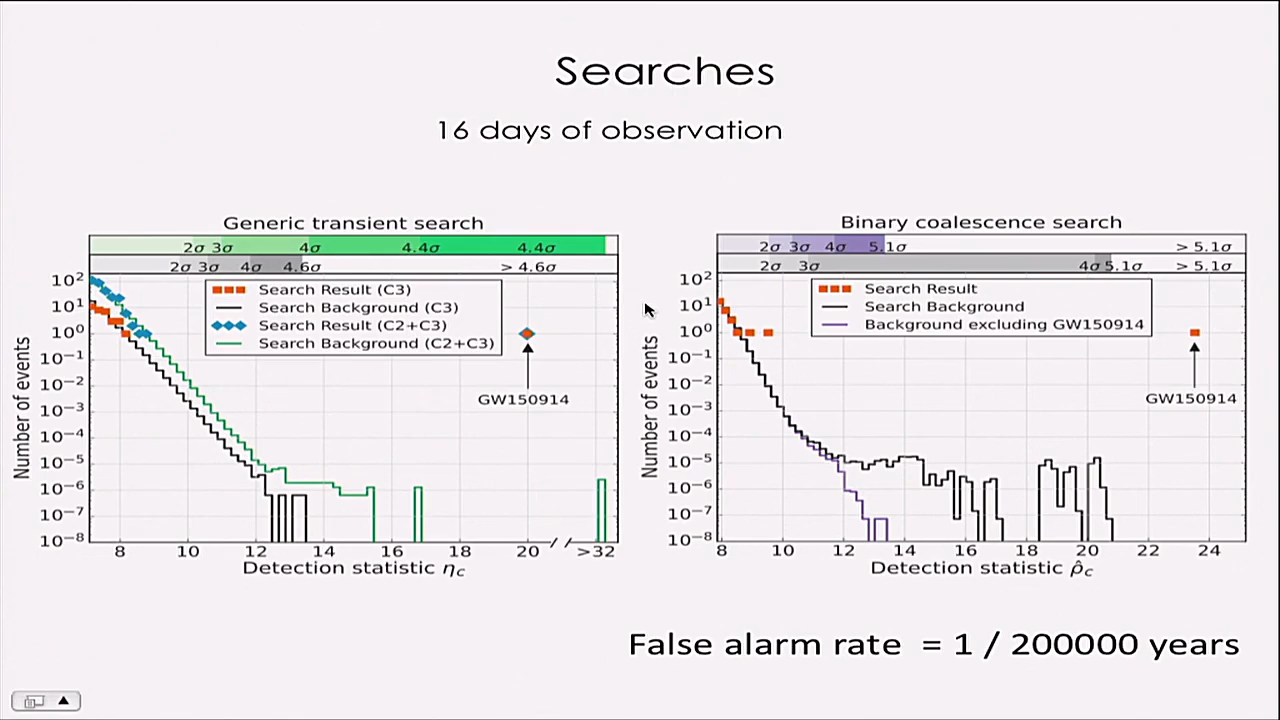 Searches
16 days of observation
Generic transient search
2σ 3σ 4σ 4.4σ 4.4σ
2σ 3σ 4σ 4.6σ > 4.6σ
Search Result (C3)
Search Background (C3)
Search Result (C2+C3)
Search Background (C2+C3)
GW150914
Number of events
10² 
10¹
10⁰
10⁻¹
10⁻²
10⁻³
10⁻⁴
10⁻⁵
10⁻⁶
10⁻⁷
10⁻⁸
8 10 12 14 16 18 20 >32
Detection statistic ηc
Binary coalescence search
2σ 3σ 4σ 5.1σ > 5.1σ
2σ 3σ 4σ 5.1σ > 5.1σ
Search Result
Search Background
Background excluding GW150914
GW150914
Number of events
10²
10¹
10⁰
10⁻¹
10⁻²
10⁻³
10⁻⁴
10⁻⁵
10⁻⁶
10⁻⁷
10⁻⁸
8 10 12 14 16 18 20 22 24
Detection statistic ρ̂c
False alarm rate = 1 / 200000 years